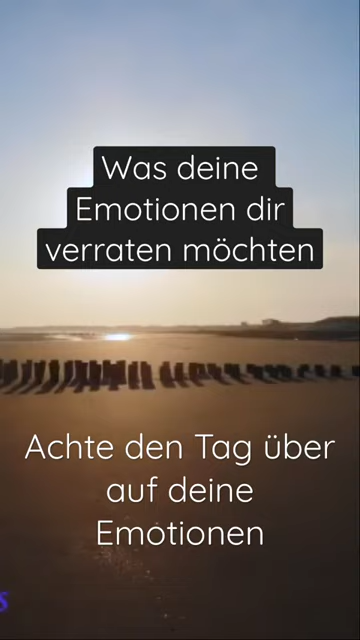 Was deine
Emotionen dir
verraten möchten
Achte den Tag über
auf deine
Emotionen
s